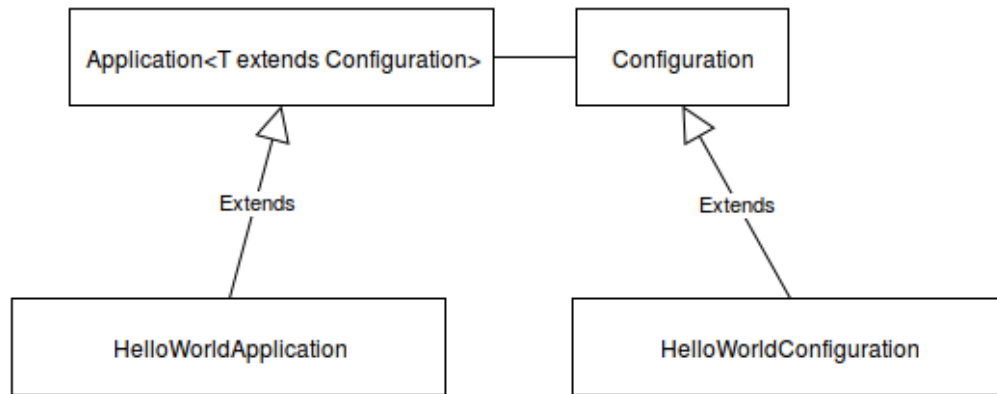 Application<T extends Configuration>
Configuration
Extends
Extends
HelloWorldApplication
HelloWorldConfiguration